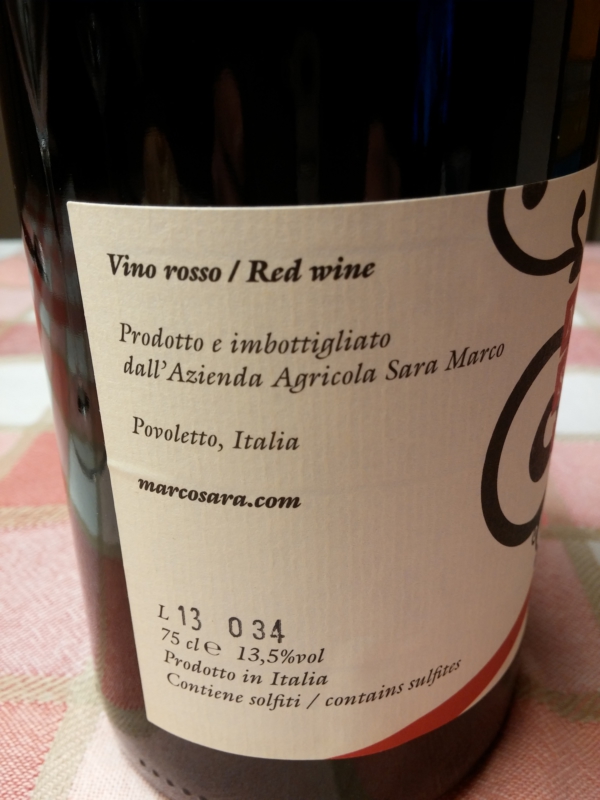 Vino rosso / Red wine
Prodotto e imbottigliato
dall'Azienda Agricola Sara Marco
Povoletto, Italia
marcosara.com
L 13 034
75 cl e 13,5%vol
Prodotto in Italia
Contiene solfiti / contains sulfites